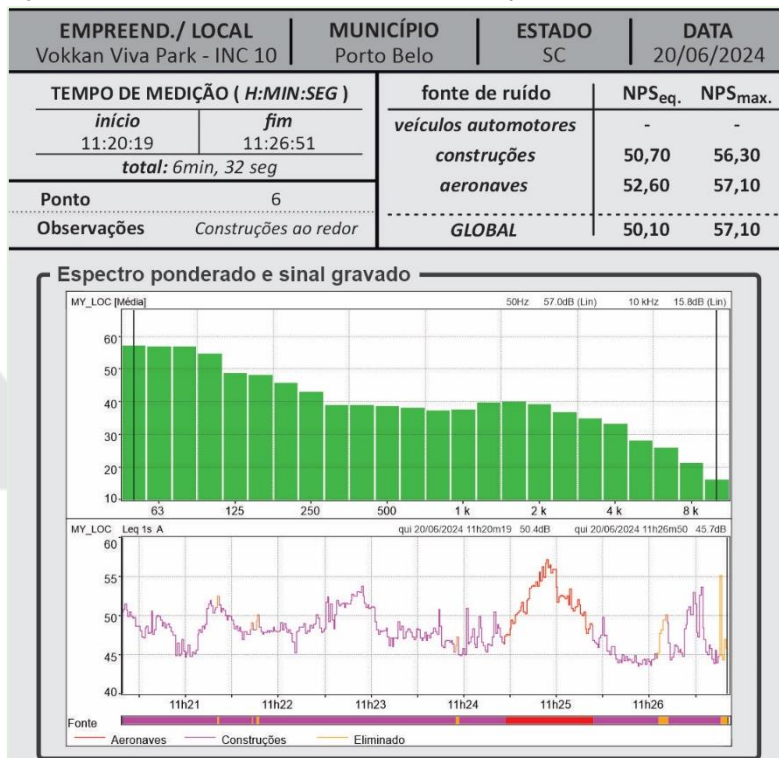 EMPREEND./ LOCAL MUNICÍPIO ESTADO DATA
Vokkan Viva Park - INC 10 Porto Belo SC 20/06/2024
TEMPO DE MEDIÇÃO ( H:MIN:SEG )
início fim
11:20:19 11:26:51
total: 6min, 32 seg
Ponto 6
Observações Construções ao redor
fonte de ruído NPSeq. NPSmax.
veículos automotores - -
construções 50,70 56,30
aeronaves 52,60 57,10
GLOBAL 50,10 57,10
Espectro ponderado e sinal gravado
MY_LOC [Média] 50Hz 57.0dB (Lin) 10 kHz 15.8dB (Lin)
60
50
40
30
20
10
63 125 250 500 1 k 2 k 4 k 8 k
MY_LOC Leq 1s A qui 20/06/2024 11h20m19 50.4dB qui 20/06/2024 11h26m50 45.7dB
60
55
50
45
40
11h21 11h22 11h23 11h24 11h25 11h26
Fonte
Aeronaves Construções Eliminado